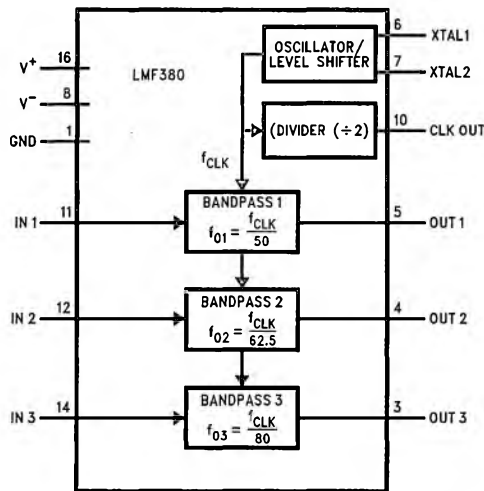 6 XTAL1
OSCILLATOR/
LEVEL SHIFTER
7 XTAL2
V+ 16
LMF380
V− 8
GND 1
(DIVIDER (÷2)
10 CLK OUT
fCLK
IN 1 11
BANDPASS 1
f01 = fCLK
50
5 OUT 1
IN 2 12
BANDPASS 2
f02 = fCLK
62.5
4 OUT 2
IN 3 14
BANDPASS 3
f03 = fCLK
80
3 OUT 3